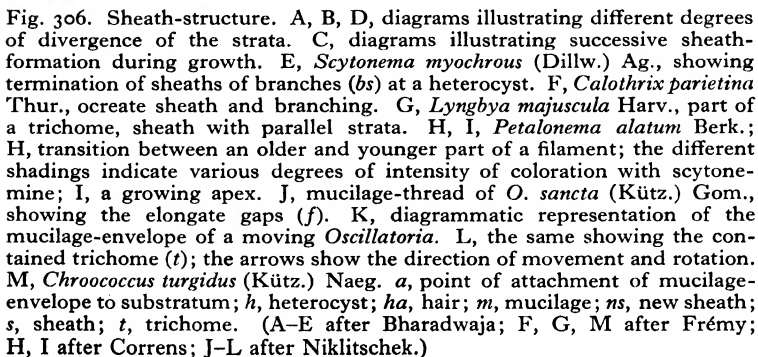 Fig. 306. Sheath-structure. A, B, D, diagrams illustrating different degrees
of divergence of the strata. C, diagrams illustrating successive sheath-
formation during growth. E, Scytonema myochrous (Dillw.) Ag., showing
termination of sheaths of branches (bs) at a heterocyst. F, Calothrix parietina
Thur., ocreate sheath and branching. G, Lyngbya majuscula Harv., part of
a trichome, sheath with parallel strata. H, I, Petalonema alatum Berk.;
H, transition between an older and younger part of a filament; the different
shadings indicate various degrees of intensity of coloration with scytone-
mine; I, a growing apex. J, mucilage-thread of O. sancta (Kütz.) Gom.,
showing the elongate gaps (f). K, diagrammatic representation of the
mucilage-envelope of a moving Oscillatoria. L, the same showing the con-
tained trichome (t); the arrows show the direction of movement and rotation.
M, Chroococcus turgidus (Kütz.) Naeg. a, point of attachment of mucilage-
envelope to substratum; h, heterocyst; ha, hair; m, mucilage; ns, new sheath;
s, sheath; t, trichome. (A–E after Bharadwaja; F, G, M after Frémy;
H, I after Correns; J–L after Niklitschek.)